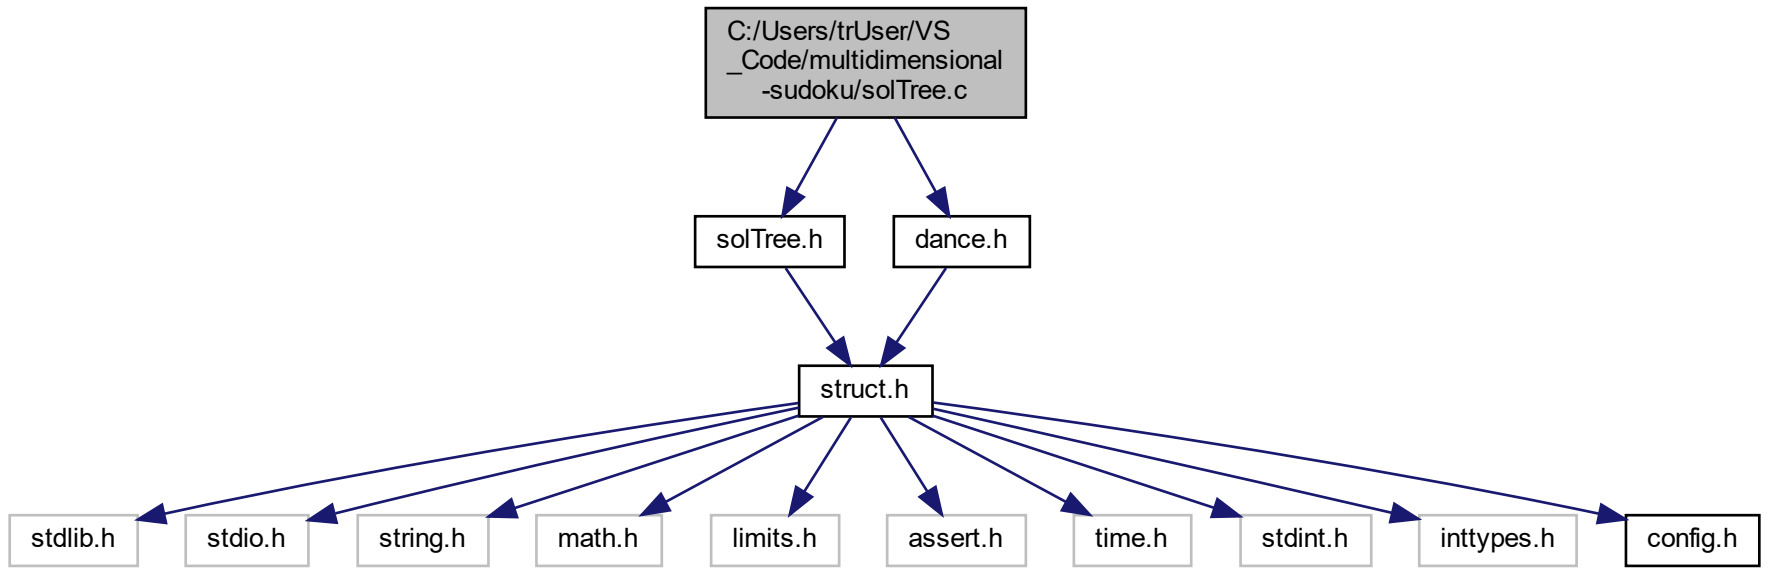 C:/Users/trUser/VS
_Code/multidimensional
-sudoku/solTree.c
solTree.h
dance.h
struct.h
stdlib.h
stdio.h
string.h
math.h
limits.h
assert.h
time.h
stdint.h
inttypes.h
config.h